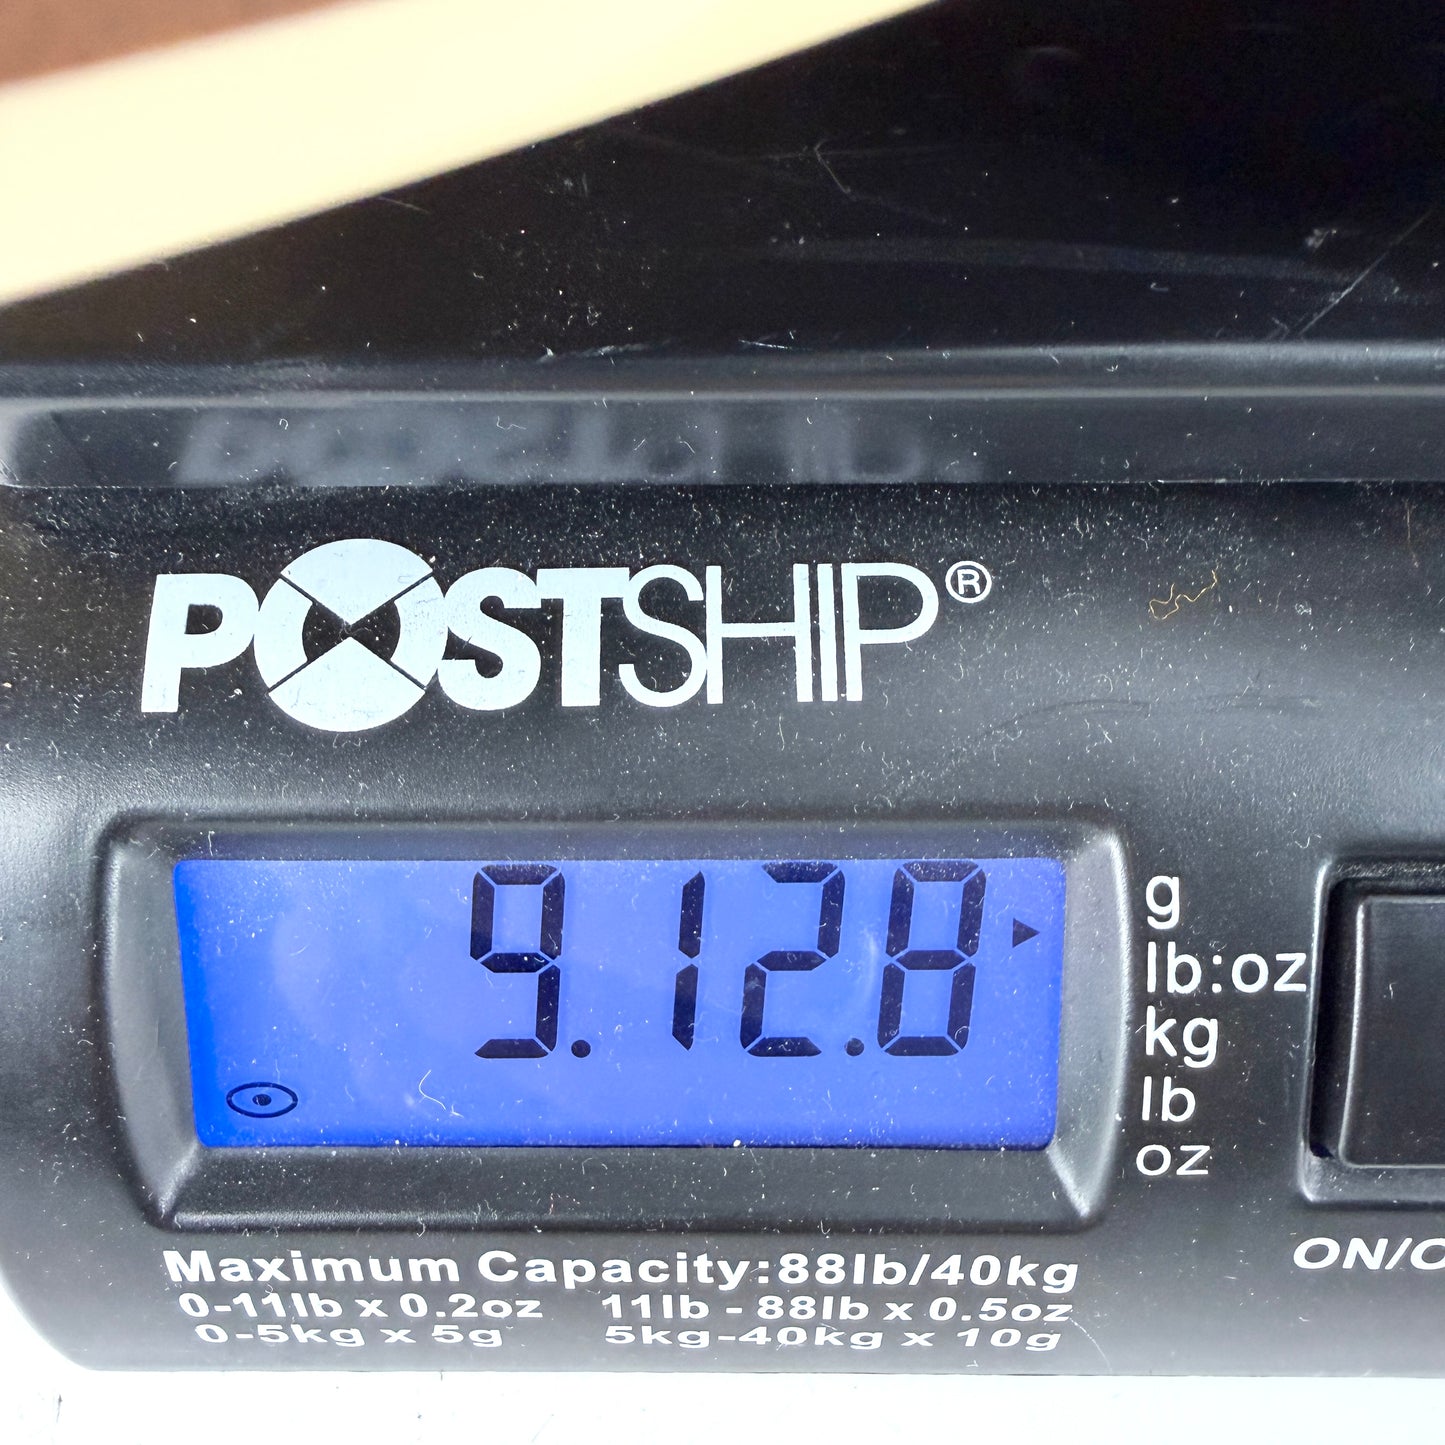 POSTSHIP®
9.12.8
g
lb:oz
kg
lb
oz
Maximum Capacity:88lb/40kg
0-11lb x 0.2oz 11lb - 88lb x 0.5oz
0-5kg x 5g 5kg-40kg x 10g
ON/O